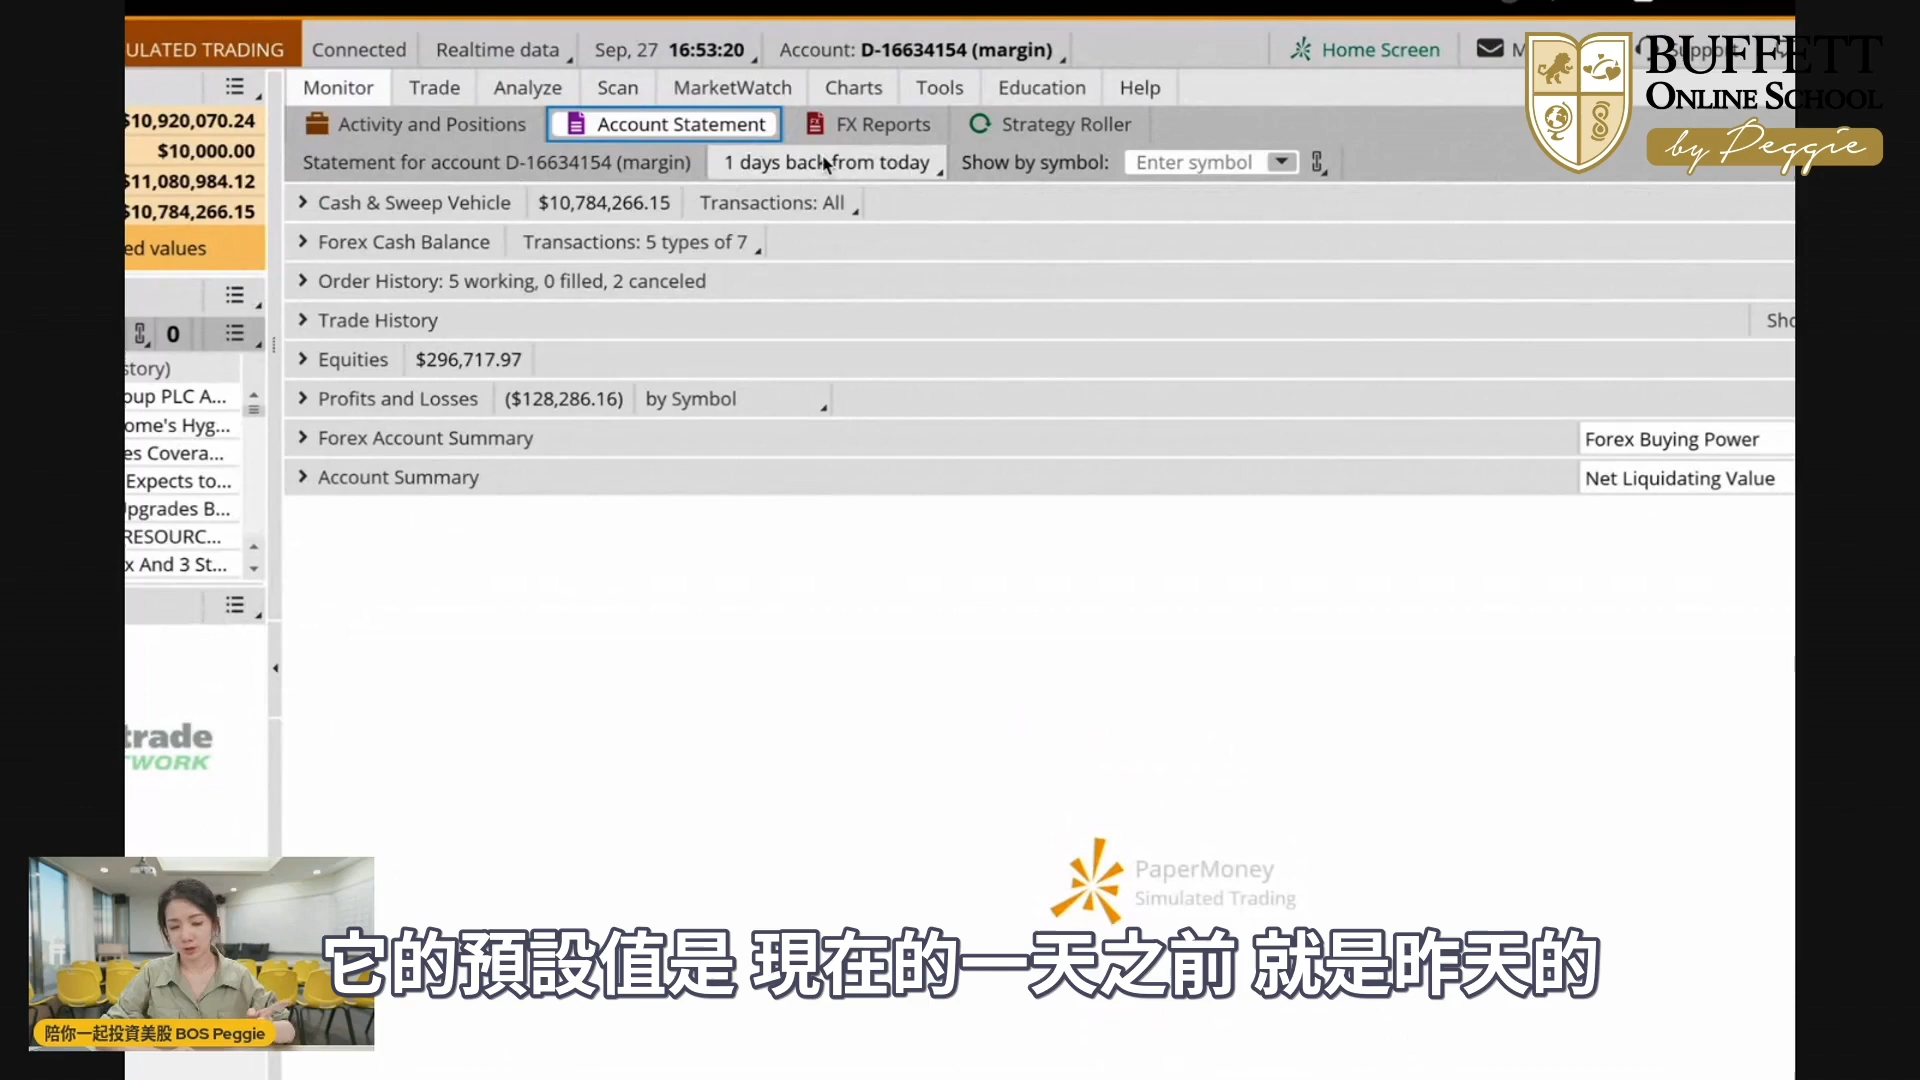 ULATED TRADING Connected Realtime data Sep, 27 16:53:20 Account: D-16634154 (margin) Home Screen
BUFFETT
ONLINE SCHOOL
by Peggie
Monitor Trade Analyze Scan MarketWatch Charts Tools Education Help
$10,920,070.24
$10,000.00
$11,080,984.12
$10,784,266.15
ed values
Activity and Positions Account Statement FX Reports Strategy Roller
Statement for account D-16634154 (margin) 1 days back from today Show by symbol: Enter symbol
Cash & Sweep Vehicle $10,784,266.15 Transactions: All
Forex Cash Balance Transactions: 5 types of 7
Order History: 5 working, 0 filled, 2 canceled
Trade History Sho
Equities $296,717.97
Profits and Losses ($128,286.16) by Symbol
Forex Account Summary Forex Buying Power
Account Summary Net Liquidating Value
0
story)
oup PLC A...
ome's Hyg...
es Covera...
Expects to...
Upgrades B...
RESOURC...
x And 3 St...
trade
TWORK
PaperMoney
Simulated Trading
它的預設值是 現在的一天之前 就是昨天的
陪你一起投資美股 BOS Peggie